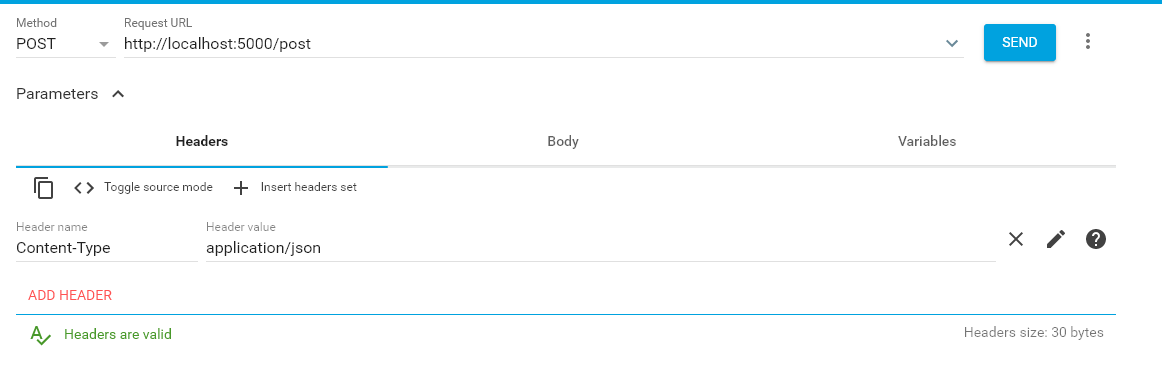 Method
Request URL
POST
http://localhost:5000/post
SEND
Parameters
Headers
Body
Variables
Toggle source mode
Insert headers set
Header name
Header value
Content-Type
application/json
ADD HEADER
Headers are valid
Headers size: 30 bytes